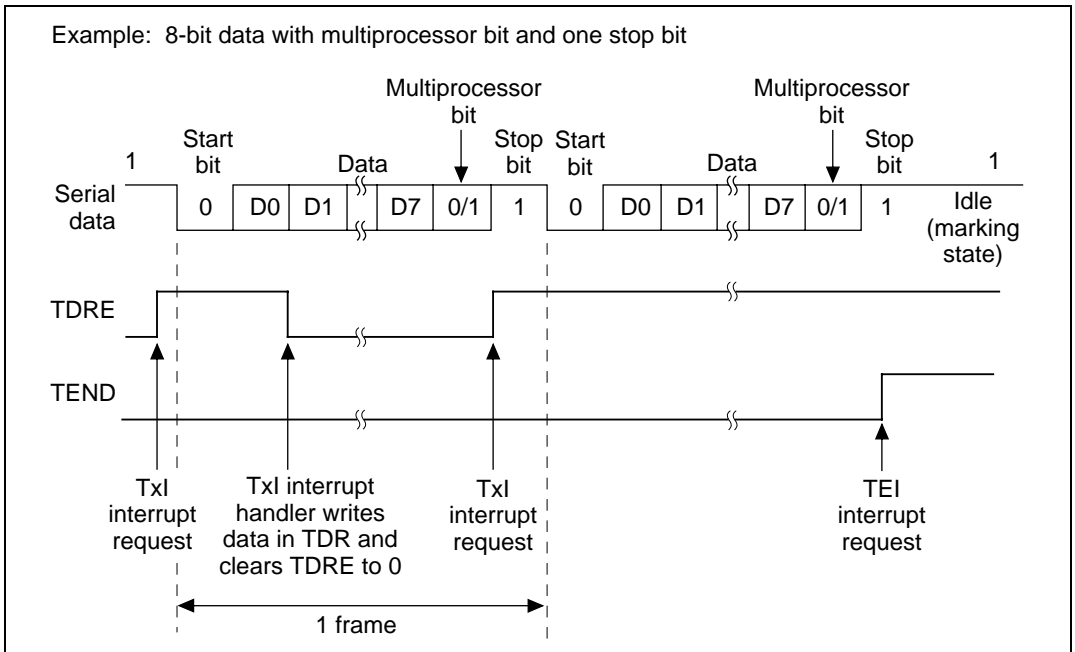 Example: 8-bit data with multiprocessor bit and one stop bit
Multiprocessor bit
Multiprocessor bit
1
Start bit
Data
Stop bit
Start bit
Data
Stop bit
1
Serial data
0
D0
D1
D7
0/1
1
0
D0
D1
D7
0/1
1
Idle (marking state)
TDRE
TEND
TxI interrupt request
TxI interrupt handler writes data in TDR and clears TDRE to 0
TxI interrupt request
TEI interrupt request
1 frame